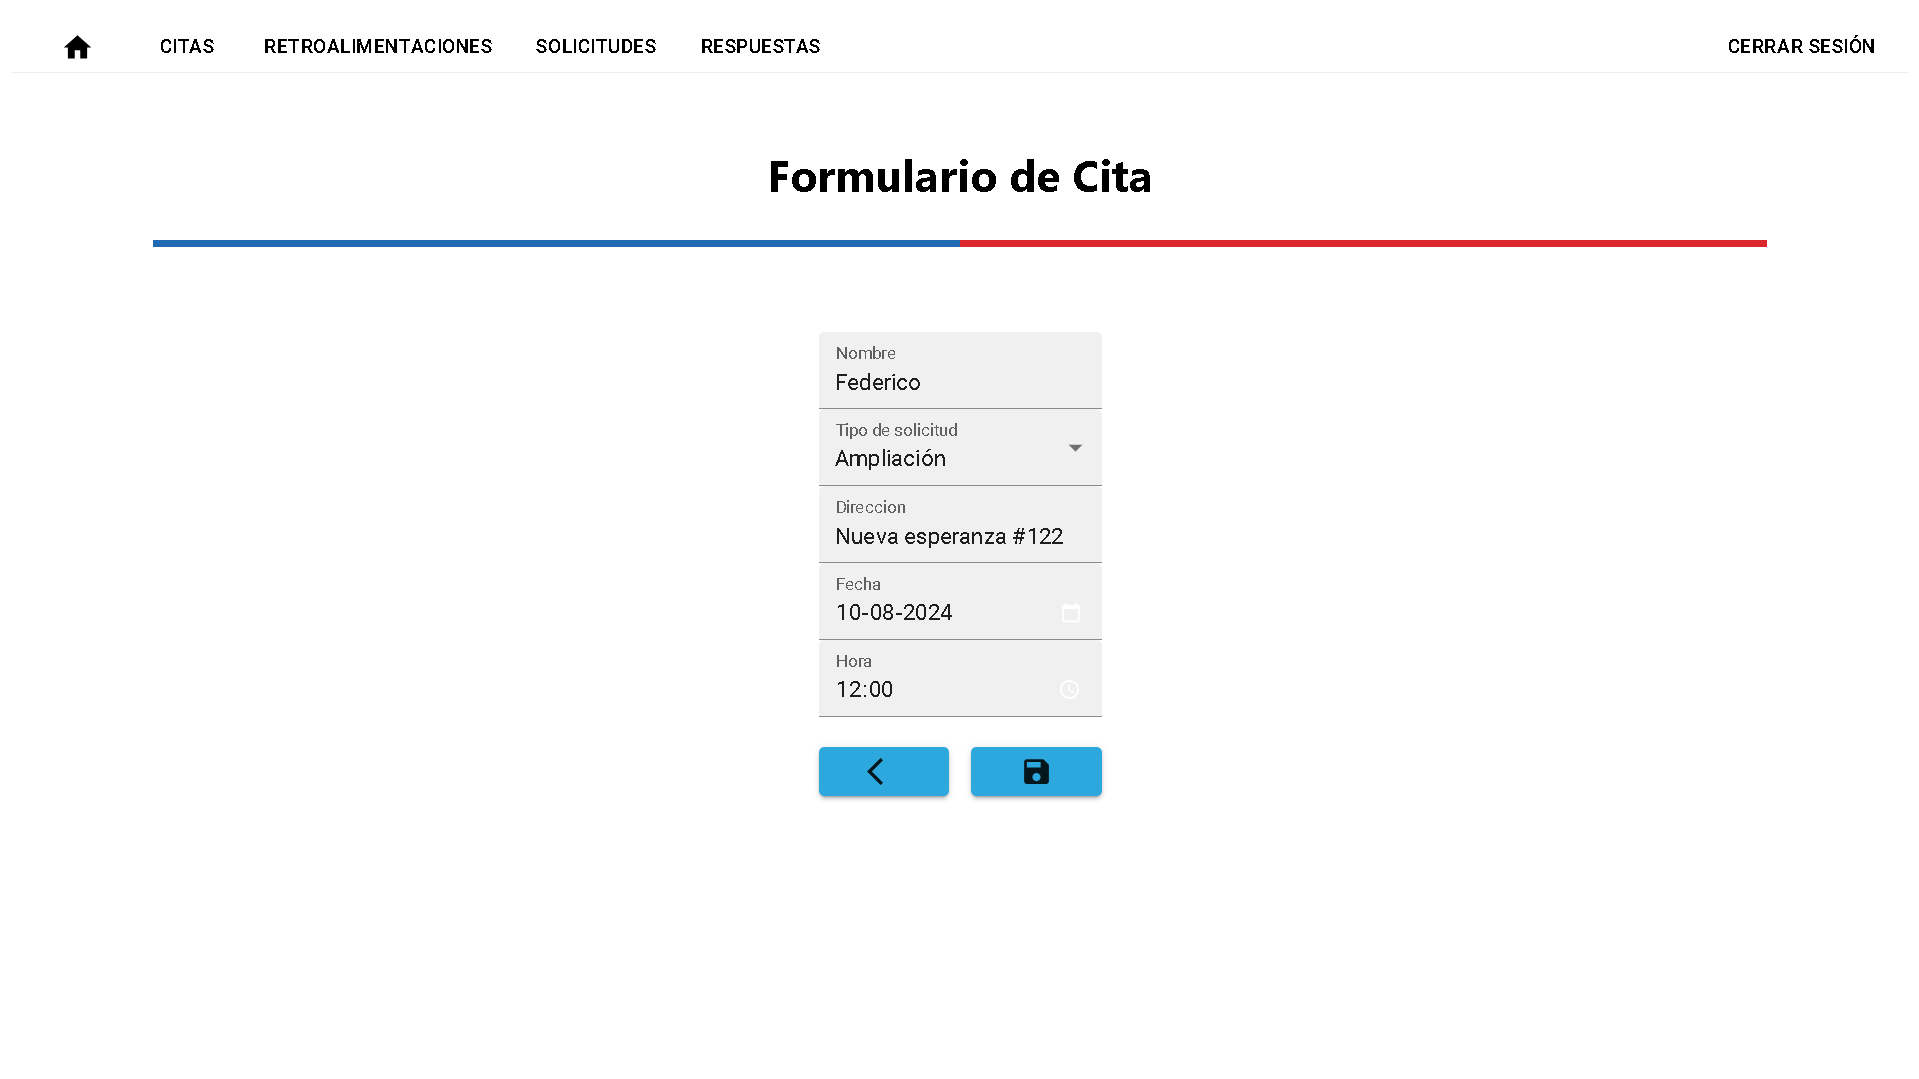 CITAS RETROALIMENTACIONES SOLICITUDES RESPUESTAS CERRAR SESIÓN
Formulario de Cita
Nombre
Federico
Tipo de solicitud
Ampliación
Direccion
Nueva esperanza #122
Fecha
10-08-2024
Hora
12:00